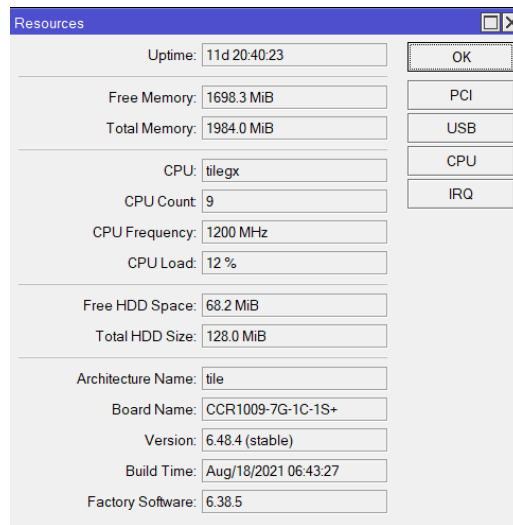 Resources
Uptime: 11d 20:40:23
OK
Free Memory: 1698.3 MiB
PCI
Total Memory: 1984.0 MiB
USB
CPU: tilegx
CPU
CPU Count: 9
IRQ
CPU Frequency: 1200 MHz
CPU Load: 12 %
Free HDD Space: 68.2 MiB
Total HDD Size: 128.0 MiB
Architecture Name: tile
Board Name: CCR1009-7G-1C-1S+
Version: 6.48.4 (stable)
Build Time: Aug/18/2021 06:43:27
Factory Software: 6.38.5